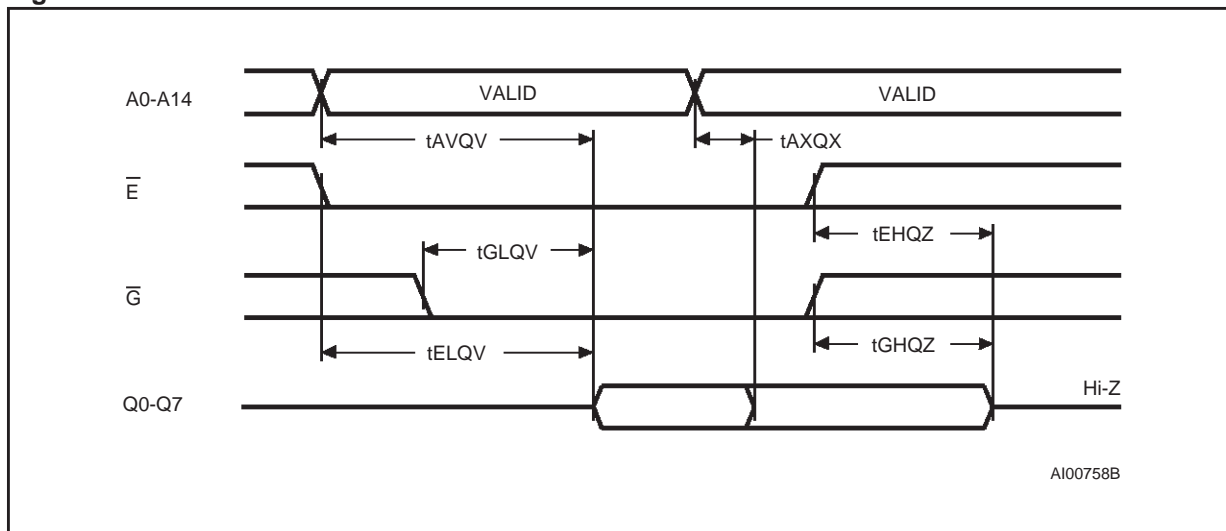 A0-A14
VALID
VALID
tAVQV
tAXQX
E
tEHQZ
tGLQV
G
tGHQZ
tELQV
Q0-Q7
Hi-Z
AI00758B